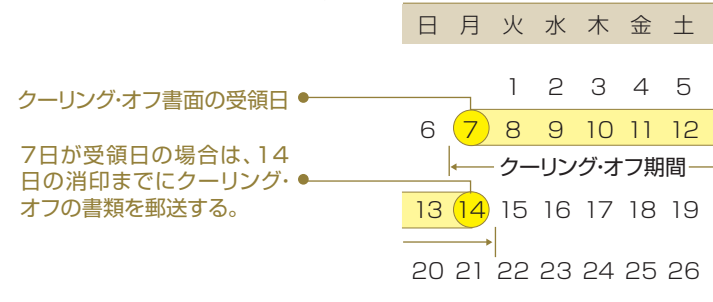 日 月 火 水 木 金 土
1 2 3 4 5
クーリング・オフ書面の受領日
6 7 8 9 10 11 12
7日が受領日の場合は、14
日の消印までにクーリング・
オフの書類を郵送する。
クーリング・オフ期間
13 14 15 16 17 18 19
20 21 22 23 24 25 26